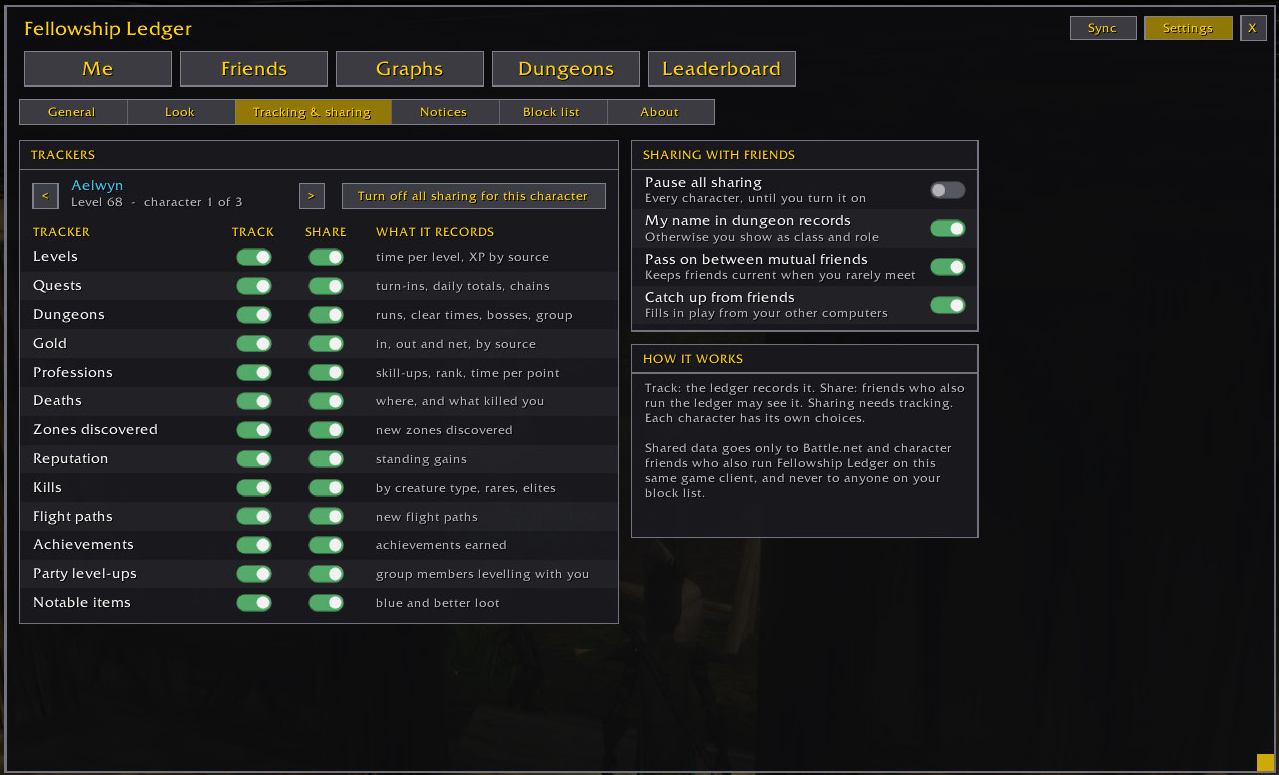 Fellowship Ledger
Sync
Settings
X
Me
Friends
Graphs
Dungeons
Leaderboard
General
Look
Tracking & sharing
Notices
Block list
About
TRACKERS
<
Aelwyn
Level 68 - character 1 of 3
>
Turn off all sharing for this character
TRACKER TRACK SHARE WHAT IT RECORDS
Levels time per level, XP by source
Quests turn-ins, daily totals, chains
Dungeons runs, clear times, bosses, group
Gold in, out and net, by source
Professions skill-ups, rank, time per point
Deaths where, and what killed you
Zones discovered new zones discovered
Reputation standing gains
Kills by creature type, rares, elites
Flight paths new flight paths
Achievements achievements earned
Party level-ups group members levelling with you
Notable items blue and better loot
SHARING WITH FRIENDS
Pause all sharing
Every character, until you turn it on
My name in dungeon records
Otherwise you show as class and role
Pass on between mutual friends
Keeps friends current when you rarely meet
Catch up from friends
Fills in play from your other computers
HOW IT WORKS
Track: the ledger records it. Share: friends who also
run the ledger may see it. Sharing needs tracking.
Each character has its own choices.
Shared data goes only to Battle.net and character
friends who also run Fellowship Ledger on this
same game client, and never to anyone on your
block list.